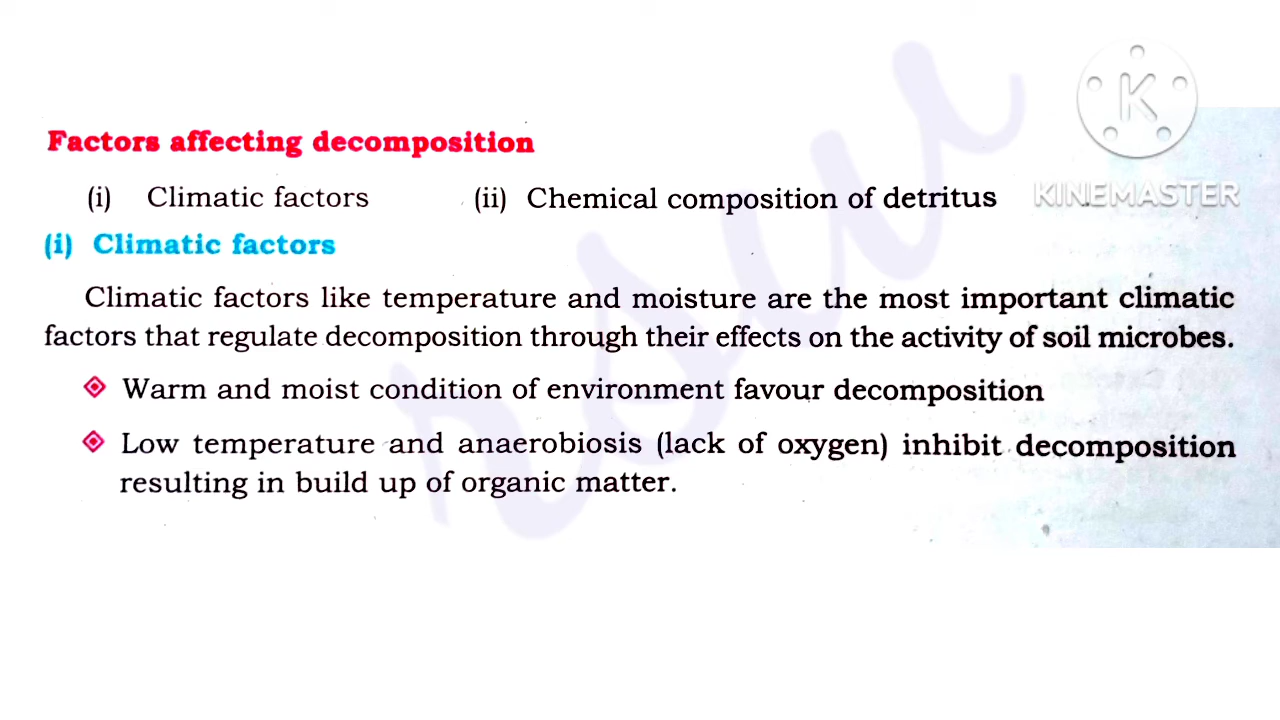 Factors affecting decomposition
(i) Climatic factors (ii) Chemical composition of detritus
KINEMASTER
(i) Climatic factors
Climatic factors like temperature and moisture are the most important climatic
factors that regulate decomposition through their effects on the activity of soil microbes.
Warm and moist condition of environment favour decomposition
Low temperature and anaerobiosis (lack of oxygen) inhibit decomposition
resulting in build up of organic matter.
K